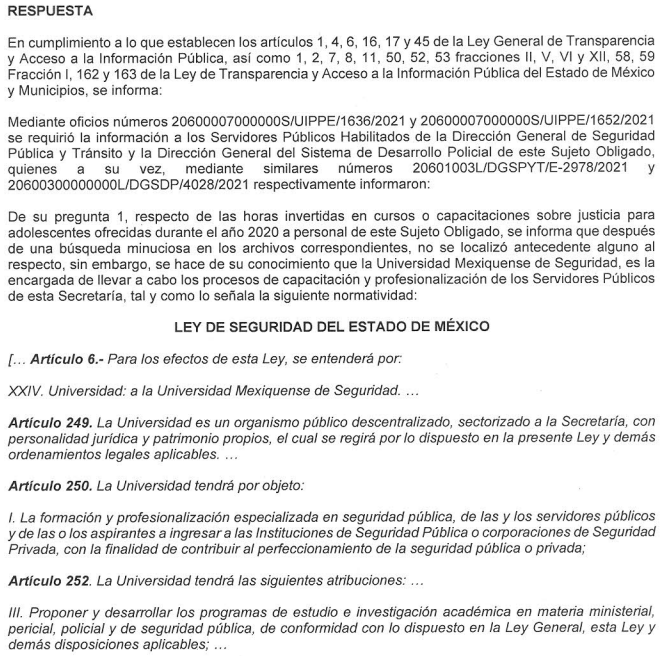 RESPUESTA
En cumplimiento a lo que establecen los artículos 1, 4, 6, 16, 17 y 45 de la Ley General de Transparencia
y Acceso a la Información Pública, así como 1, 2, 7, 8, 11, 50, 52, 53 fracciones II, V, VI y XII, 58, 59
Fracción I, 162 y 163 de la Ley de Transparencia y Acceso a la Información Pública del Estado de México
y Municipios, se informa:
Mediante oficios números 20600007000000S/UIPPE/1636/2021 y 20600007000000S/UIPPE/1652/2021
se requirió la información a los Servidores Públicos Habilitados de la Dirección General de Seguridad
Pública y Tránsito y la Dirección General del Sistema de Desarrollo Policial de este Sujeto Obligado,
quienes a su vez, mediante similares números 20601003L/DGSPYT/E-2978/2021 y
20600300000000L/DGSDP/4028/2021 respectivamente informaron:
De su pregunta 1, respecto de las horas invertidas en cursos o capacitaciones sobre justicia para
adolescentes ofrecidas durante el año 2020 a personal de este Sujeto Obligado, se informa que después
de una búsqueda minuciosa en los archivos correspondientes, no se localizó antecedente alguno al
respecto, sin embargo, se hace de su conocimiento que la Universidad Mexiquense de Seguridad, es la
encargada de llevar a cabo los procesos de capacitación y profesionalización de los Servidores Públicos
de esta Secretaría, tal y como lo señala la siguiente normatividad:
LEY DE SEGURIDAD DEL ESTADO DE MÉXICO
[… Artículo 6.- Para los efectos de esta Ley, se entenderá por:
XXIV. Universidad: a la Universidad Mexiquense de Seguridad. …
Artículo 249. La Universidad es un organismo público descentralizado, sectorizado a la Secretaría, con
personalidad jurídica y patrimonio propios, el cual se regirá por lo dispuesto en la presente Ley y demás
ordenamientos legales aplicables. …
Artículo 250. La Universidad tendrá por objeto:
I. La formación y profesionalización especializada en seguridad pública, de las y los servidores públicos
y de las o los aspirantes a ingresar a las Instituciones de Seguridad Pública o corporaciones de Seguridad
Privada, con la finalidad de contribuir al perfeccionamiento de la seguridad pública o privada;
Artículo 252. La Universidad tendrá las siguientes atribuciones: …
III. Proponer y desarrollar los programas de estudio e investigación académica en materia ministerial,
pericial, policial y de seguridad pública, de conformidad con lo dispuesto en la Ley General, esta Ley y
demás disposiciones aplicables; …